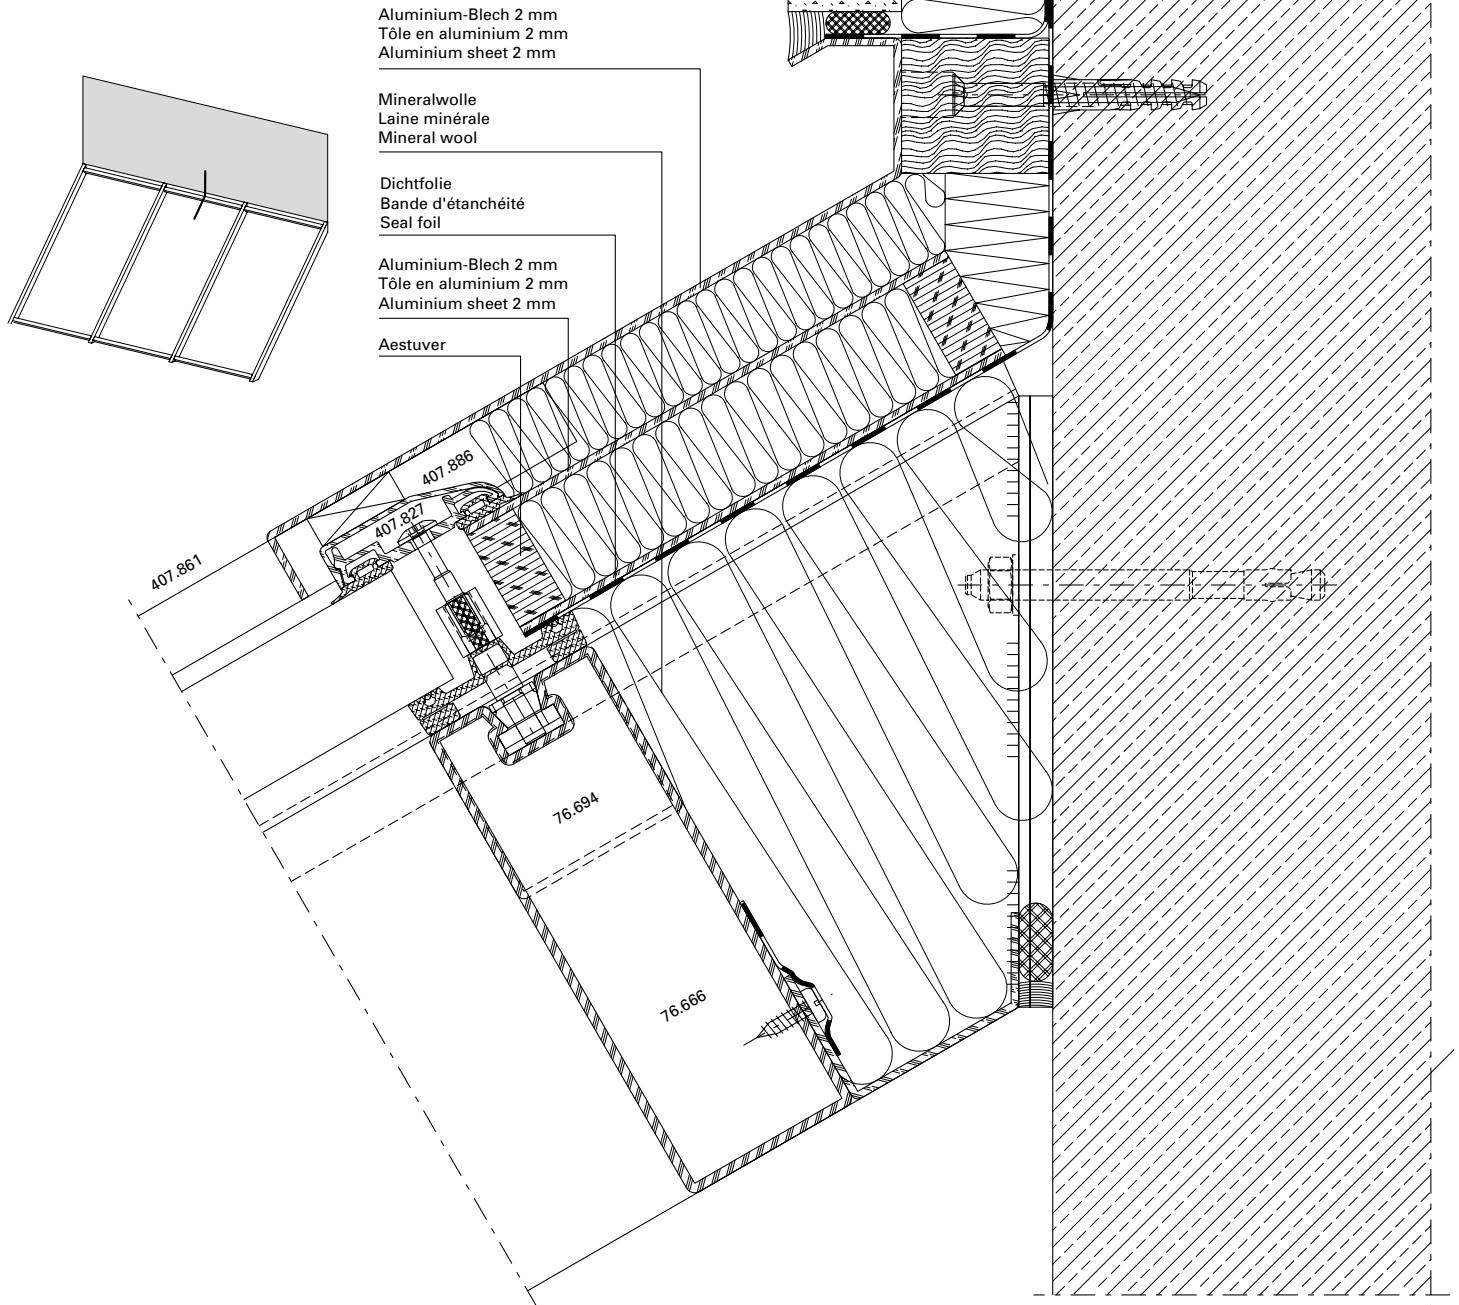 Aluminium-Blech 2 mm
Tôle en aluminium 2 mm
Aluminium sheet 2 mm
Mineralwolle
Laine minérale
Mineral wool
Dichtfolie
Bande d'étanchéité
Seal foil
Aluminium-Blech 2 mm
Tôle en aluminium 2 mm
Aluminium sheet 2 mm
Aestuver
407.886
407.827
407.861
76.694
76.666